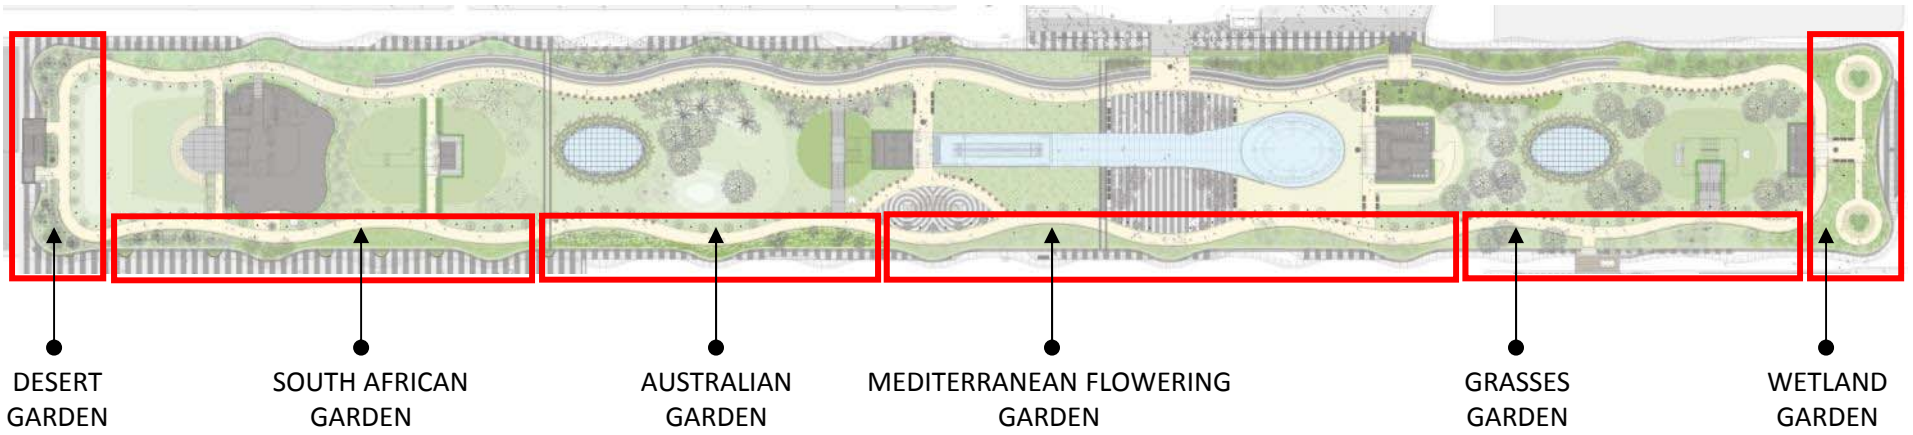 DESERT
GARDEN
SOUTH AFRICAN
GARDEN
AUSTRALIAN
GARDEN
MEDITERRANEAN FLOWERING
GARDEN
GRASSES
GARDEN
WETLAND
GARDEN